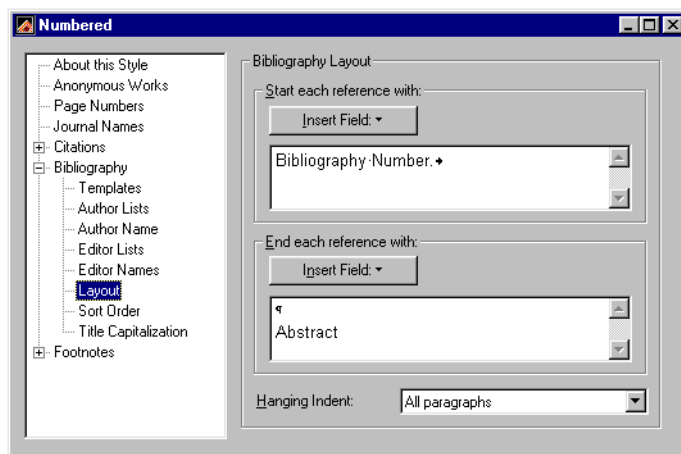 Numbered
About this Style
Anonymous Works
Page Numbers
Journal Names
Citations
Bibliography
Templates
Author Lists
Author Name
Editor Lists
Editor Names
Layout
Sort Order
Title Capitalization
Footnotes
Bibliography Layout
Start each reference with:
Insert Field:
Bibliography·Number.
End each reference with:
Insert Field:
¶
Abstract
Hanging Indent: All paragraphs